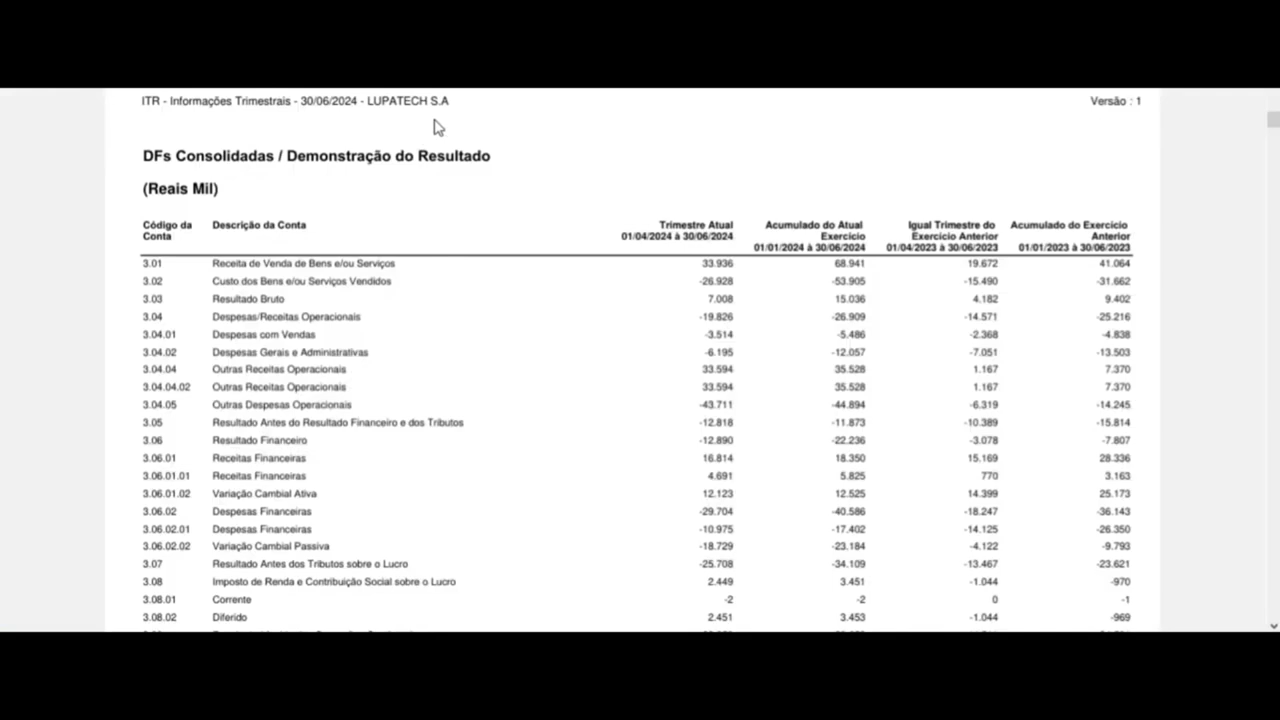 ITR - Informações Trimestrais - 30/06/2024 - LUPATECH S.A Versão : 1
DFs Consolidadas / Demonstração do Resultado
(Reais Mil)
Código da Conta Descrição da Conta Trimestre Atual 01/04/2024 à 30/06/2024 Acumulado do Atual Exercício 01/01/2024 à 30/06/2024 Igual Trimestre do Exercício Anterior 01/04/2023 à 30/06/2023 Acumulado do Exercício Anterior 01/01/2023 à 30/06/2023
3.01 Receita de Venda de Bens e/ou Serviços 33.936 68.941 19.672 41.064
3.02 Custo dos Bens e/ou Serviços Vendidos -26.928 -53.905 -15.490 -31.662
3.03 Resultado Bruto 7.008 15.036 4.182 9.402
3.04 Despesas/Receitas Operacionais -19.826 -26.909 -14.571 -25.216
3.04.01 Despesas com Vendas -3.514 -5.486 -2.368 -4.838
3.04.02 Despesas Gerais e Administrativas -6.195 -12.057 -7.051 -13.503
3.04.04 Outras Receitas Operacionais 33.594 35.528 1.167 7.370
3.04.04.02 Outras Receitas Operacionais 33.594 35.528 1.167 7.370
3.04.05 Outras Despesas Operacionais -43.711 -44.894 -6.319 -14.245
3.05 Resultado Antes do Resultado Financeiro e dos Tributos -12.818 -11.873 -10.389 -15.814
3.06 Resultado Financeiro -12.890 -22.236 -3.078 -7.807
3.06.01 Receitas Financeiras 16.814 18.350 15.169 28.336
3.06.01.01 Receitas Financeiras 4.691 5.825 770 3.163
3.06.01.02 Variação Cambial Ativa 12.123 12.525 14.399 25.173
3.06.02 Despesas Financeiras -29.704 -40.586 -18.247 -36.143
3.06.02.01 Despesas Financeiras -10.975 -17.402 -14.125 -26.350
3.06.02.02 Variação Cambial Passiva -18.729 -23.184 -4.122 -9.793
3.07 Resultado Antes dos Tributos sobre o Lucro -25.708 -34.109 -13.467 -23.621
3.08 Imposto de Renda e Contribuição Social sobre o Lucro 2.449 3.451 -1.044 -970
3.08.01 Corrente -2 -2 0 -1
3.08.02 Diferido 2.451 3.453 -1.044 -969